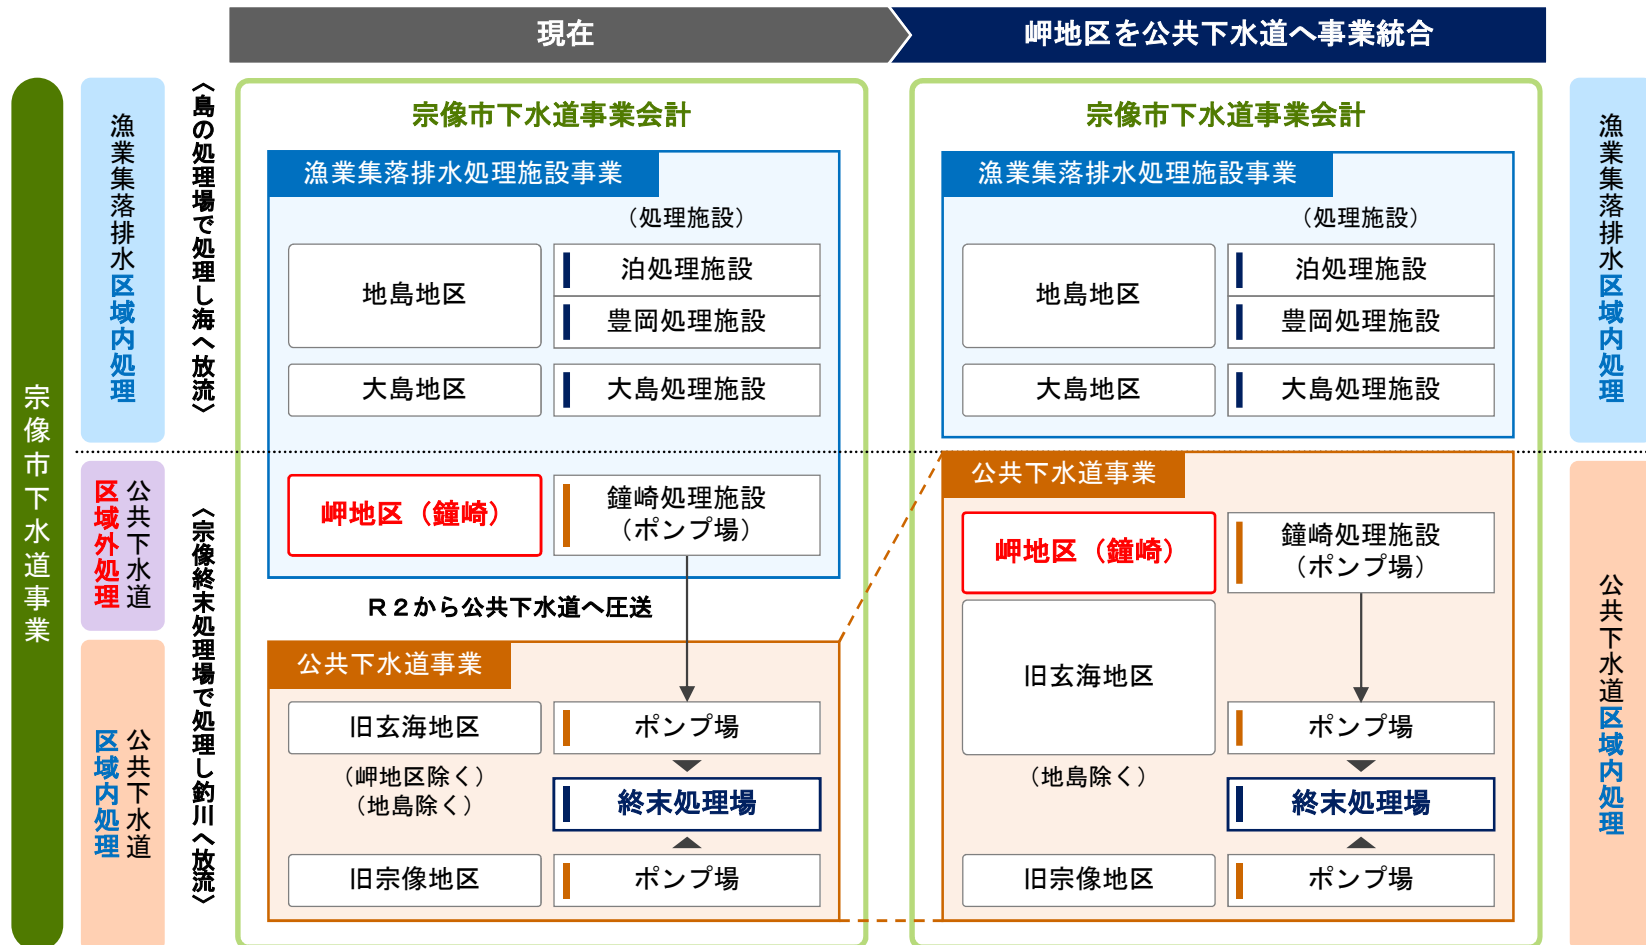 現在
岬地区を公共下水道へ事業統合
宗像市下水道事業
漁業集落排水区域内処理
公共下水道
区域外処理
公共下水道
区域内処理
〈島の処理場で処理し海へ放流〉
〈宗像終末処理場で処理し釣川へ放流〉
宗像市下水道事業会計
漁業集落排水処理施設事業
（処理施設）
地島地区
泊処理施設
豊岡処理施設
大島地区
大島処理施設
岬地区（鐘崎）
鐘崎処理施設
（ポンプ場）
Ｒ２から公共下水道へ圧送
公共下水道事業
旧玄海地区
ポンプ場
（岬地区除く）
（地島除く）
終末処理場
旧宗像地区
ポンプ場
宗像市下水道事業会計
漁業集落排水処理施設事業
（処理施設）
地島地区
泊処理施設
豊岡処理施設
大島地区
大島処理施設
公共下水道事業
岬地区（鐘崎）
鐘崎処理施設
（ポンプ場）
旧玄海地区
ポンプ場
（地島除く）
終末処理場
旧宗像地区
ポンプ場
漁業集落排水区域内処理
公共下水道区域内処理